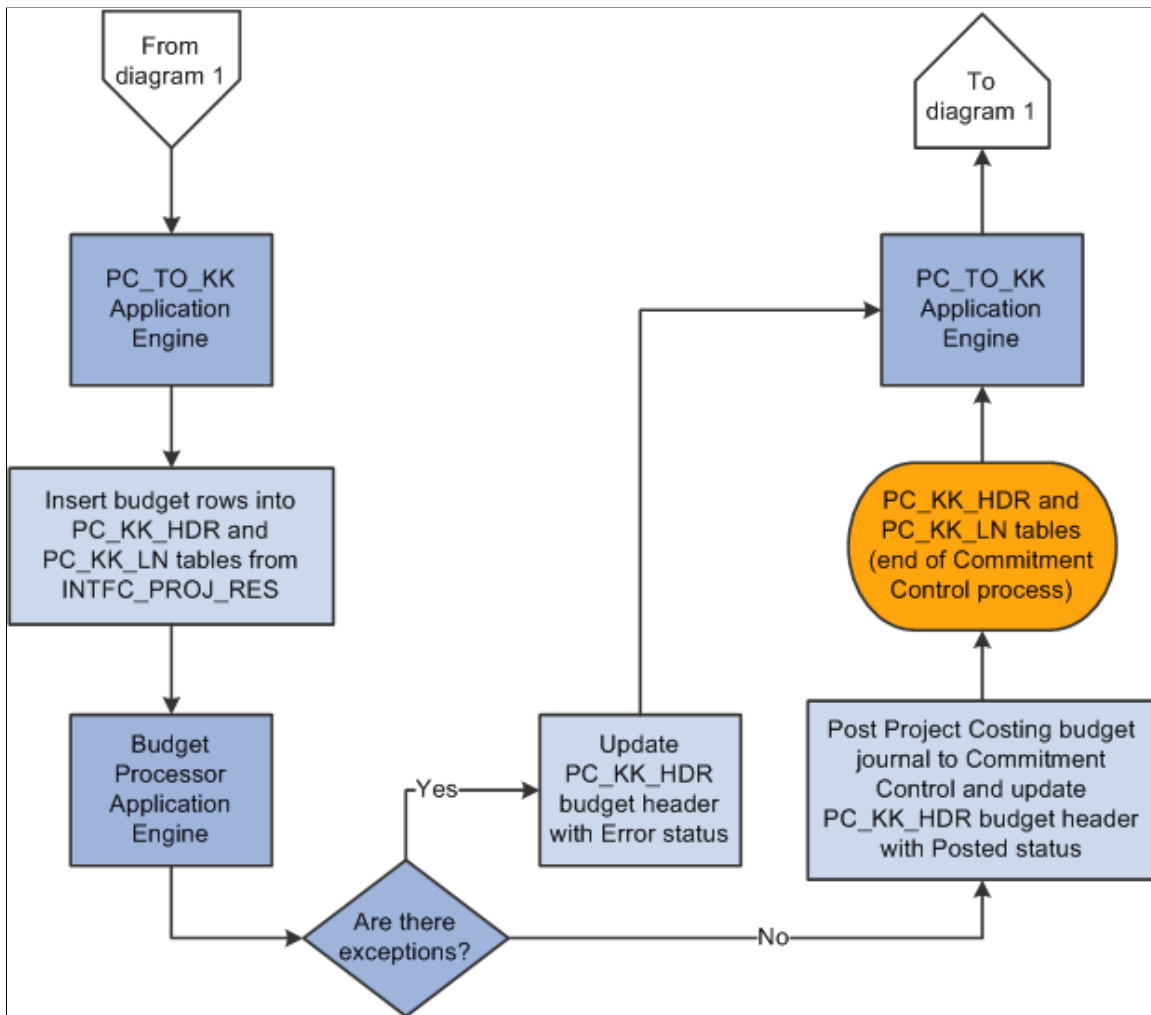 From
diagram 1
PC_TO_KK
Application
Engine
Insert budget rows into
PC_KK_HDR and
PC_KK_LN tables from
INTFC_PROJ_RES
Budget
Processor
Application
Engine
Are there
exceptions?
Yes
Update
PC_KK_HDR
budget header
with Error status
No
Post Project Costing budget
journal to Commitment
Control and update
PC_KK_HDR budget header
with Posted status
PC_KK_HDR and
PC_KK_LN tables
(end of Commitment
Control process)
PC_TO_KK
Application
Engine
To
diagram 1